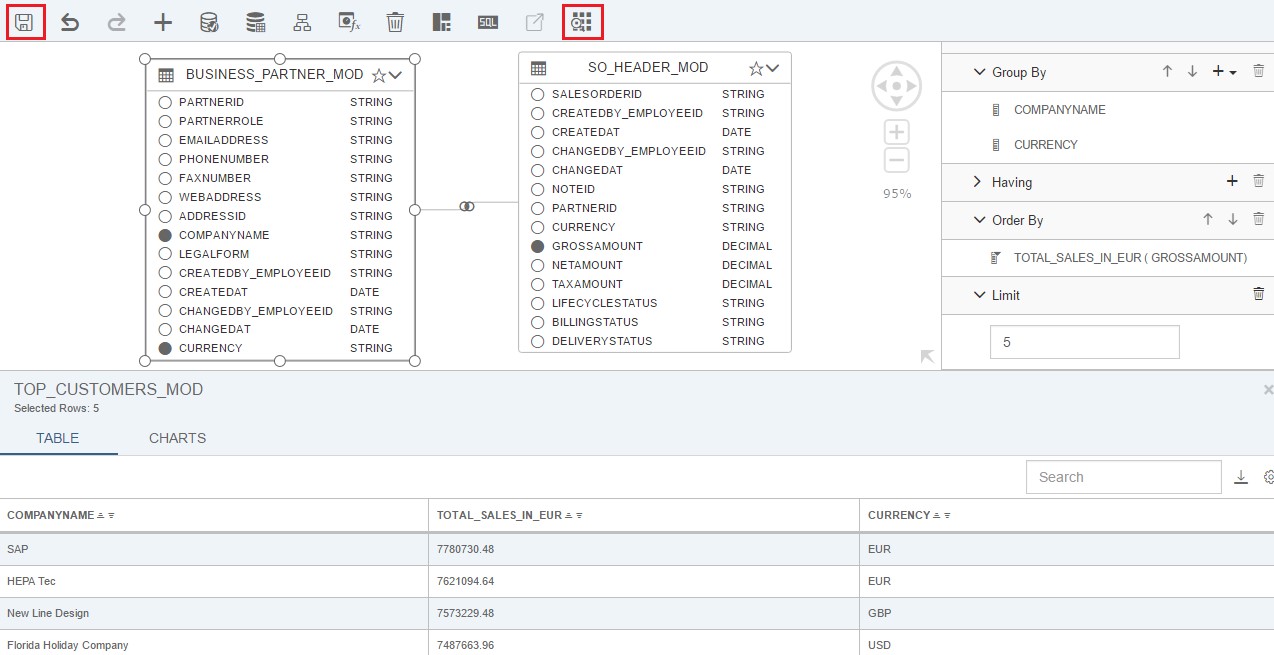 SQL
BUSINESS_PARTNER_MOD
PARTNERID STRING
PARTNERROLE STRING
EMAILADDRESS STRING
PHONENUMBER STRING
FAXNUMBER STRING
WEBADDRESS STRING
ADDRESSID STRING
COMPANYNAME STRING
LEGALFORM STRING
CREATEDBY_EMPLOYEEID STRING
CREATEDAT DATE
CHANGEDBY_EMPLOYEEID STRING
CHANGEDAT DATE
CURRENCY STRING
SO_HEADER_MOD
SALESORDERID STRING
CREATEDBY_EMPLOYEEID STRING
CREATEDAT DATE
CHANGEDBY_EMPLOYEEID STRING
CHANGEDAT DATE
NOTEID STRING
PARTNERID STRING
CURRENCY STRING
GROSSAMOUNT DECIMAL
NETAMOUNT DECIMAL
TAXAMOUNT DECIMAL
LIFECYCLESTATUS STRING
BILLINGSTATUS STRING
DELIVERYSTATUS STRING
95%
Group By
COMPANYNAME
CURRENCY
Having
Order By
TOTAL_SALES_IN_EUR ( GROSSAMOUNT)
Limit
5
TOP_CUSTOMERS_MOD
Selected Rows: 5
TABLE CHARTS
Search
COMPANYNAME TOTAL_SALES_IN_EUR CURRENCY
SAP 7780730.48 EUR
HEPA Tec 7621094.64 EUR
New Line Design 7573229.48 GBP
Florida Holiday Company 7487663.96 USD